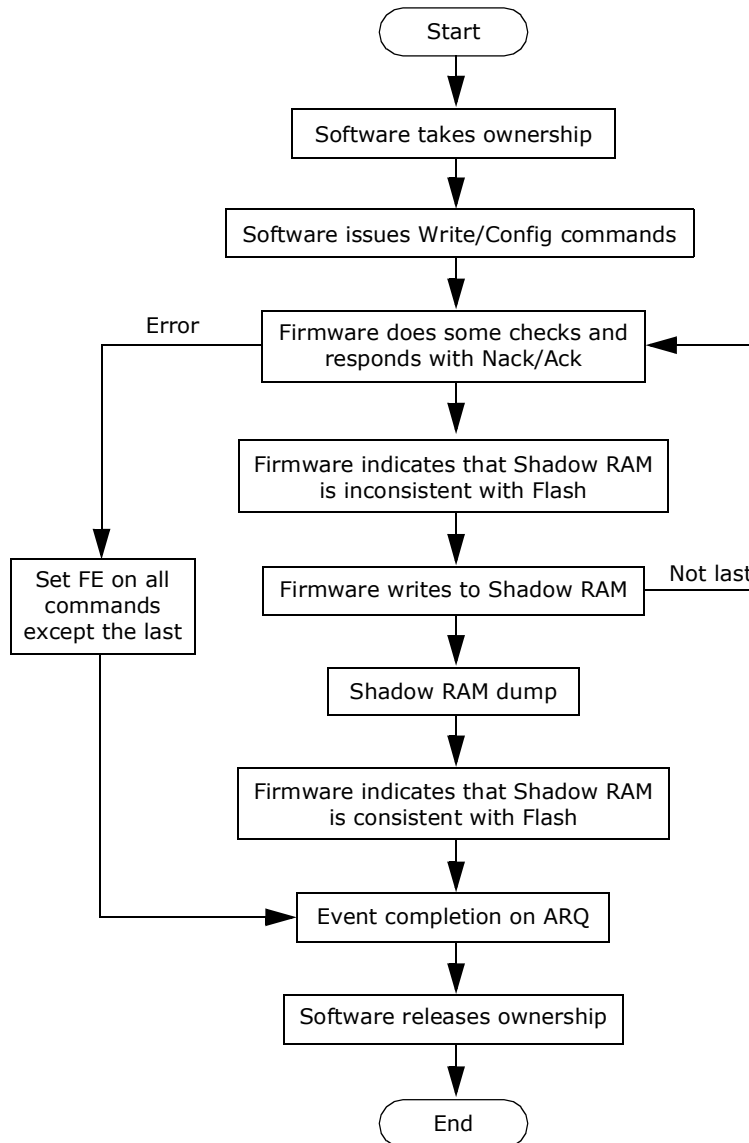 Start
Software takes ownership
Software issues Write/Config commands
Error
Firmware does some checks and
responds with Nack/Ack
Firmware indicates that Shadow RAM
is inconsistent with Flash
Set FE on all
commands
except the last
Firmware writes to Shadow RAM
Not last
Shadow RAM dump
Firmware indicates that Shadow RAM
is consistent with Flash
Event completion on ARQ
Software releases ownership
End